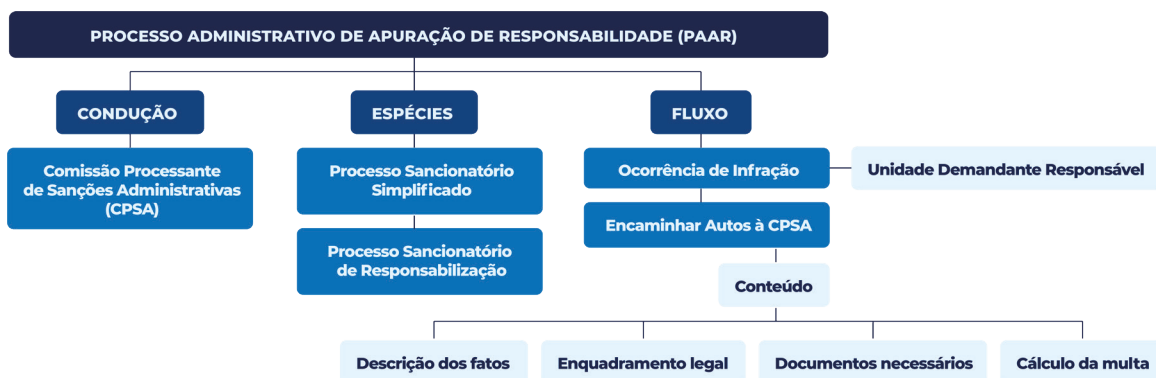 PROCESSO ADMINISTRATIVO DE APURAÇÃO DE RESPONSABILIDADE (PAAR)
CONDUÇÃO
Comissão Processante
de Sanções Administrativas
(CPSA)
ESPÉCIES
Processo Sancionatório
Simplificado
Processo Sancionatório
de Responsabilização
FLUXO
Ocorrência de Infração
Unidade Demandante Responsável
Encaminhar Autos à CPSA
Conteúdo
Descrição dos fatos
Enquadramento legal
Documentos necessários
Cálculo da multa